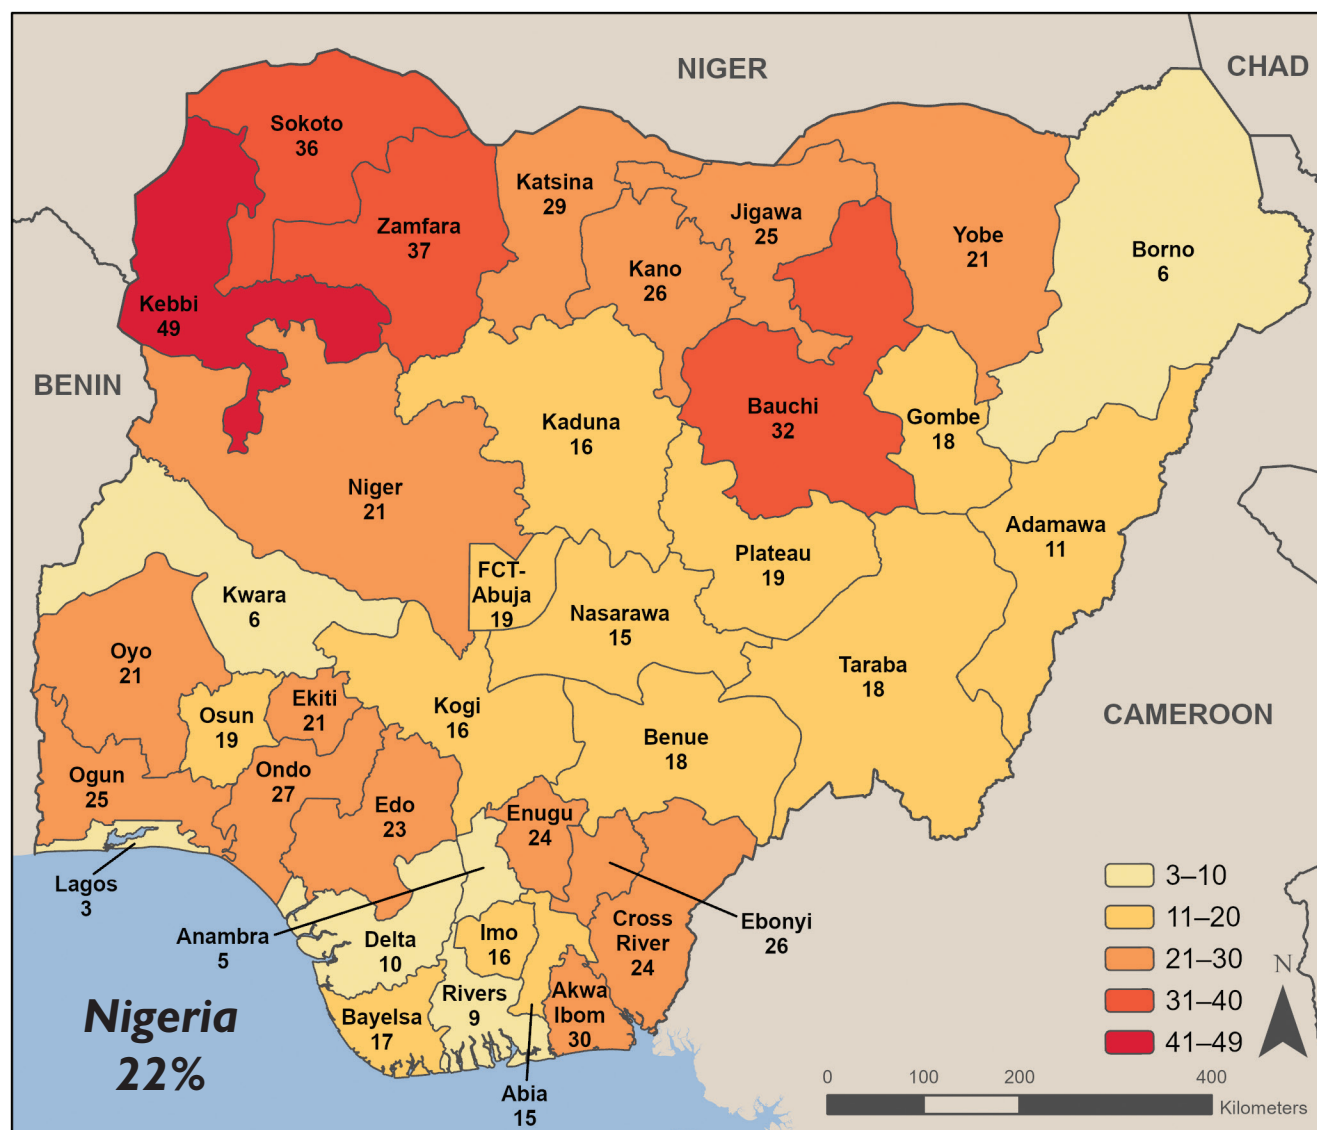 NIGER
CHAD
Sokoto
36
Katsina
29
Jigawa
25
Zamfara
37
Yobe
21
Borno
6
Kano
26
Kebbi
49
BENIN
Bauchi
32
Gombe
18
Kaduna
16
Niger
21
Adamawa
11
Plateau
19
FCT-
Abuja
19
Kwara
6
Nasarawa
15
Oyo
21
Taraba
18
Ekiti
21
Kogi
16
Osun
19
CAMEROON
Benue
18
Ogun
25
Ondo
27
Edo
23
Enugu
24
Lagos
3
Anambra
5
Delta
10
Imo
16
Cross
River
24
Ebonyi
26
Bayelsa
17
Rivers
9
Akwa
Ibom
30
Abia
15
Nigeria
22%
3–10
11–20
21–30
31–40
41–49
N
0 100 200 400
Kilometers